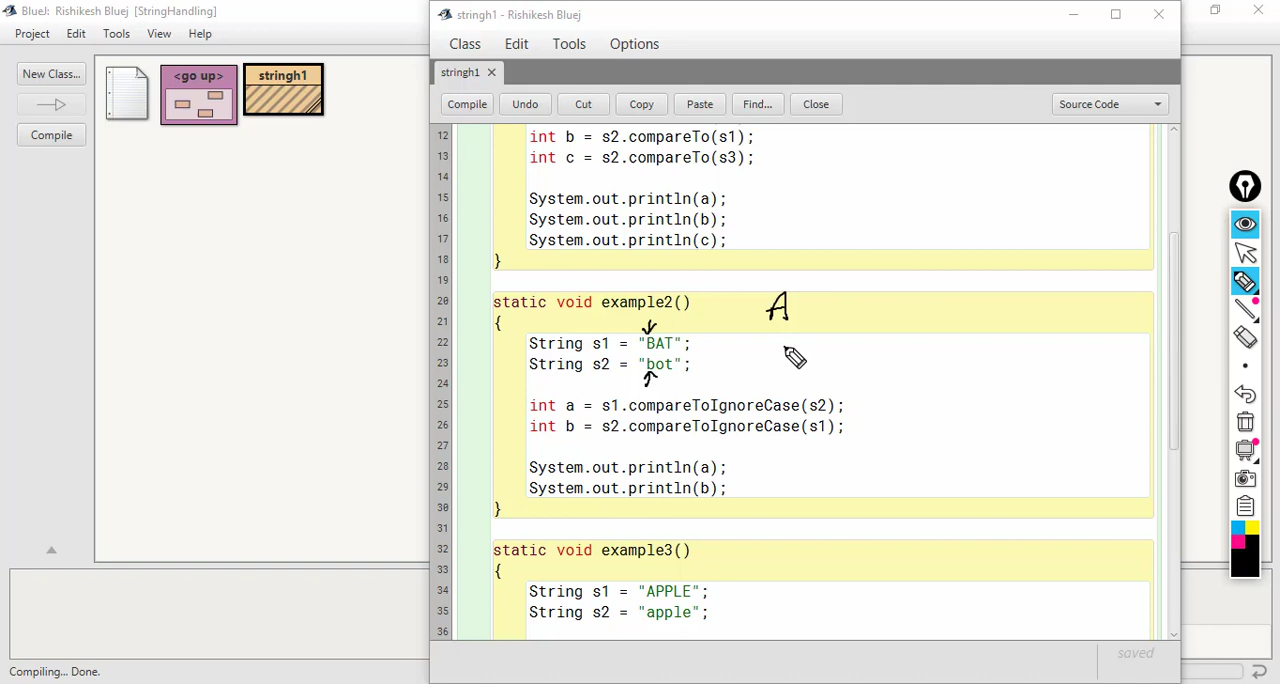 BlueJ: Rishikesh Bluej [StringHandling]
Project Edit Tools View Help
New Class...
Compile
<go up>
stringh1
stringh1 - Rishikesh Bluej
Class Edit Tools Options
stringh1
Compile Undo Cut Copy Paste Find... Close Source Code
12 int b = s2.compareTo(s1);
13 int c = s2.compareTo(s3);
14
15 System.out.println(a);
16 System.out.println(b);
17 System.out.println(c);
18 }
19
20 static void example2() A
21 {
22 String s1 = "BAT";
23 String s2 = "bot";
24
25 int a = s1.compareToIgnoreCase(s2);
26 int b = s2.compareToIgnoreCase(s1);
27
28 System.out.println(a);
29 System.out.println(b);
30 }
31
32 static void example3()
33 {
34 String s1 = "APPLE";
35 String s2 = "apple";
36
saved
Compiling... Done.